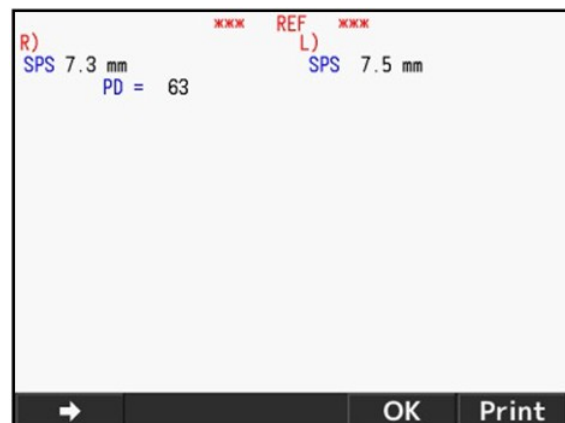 *** REF ***
R) L)
SPS 7.3 mm SPS 7.5 mm
PD = 63
OK Print